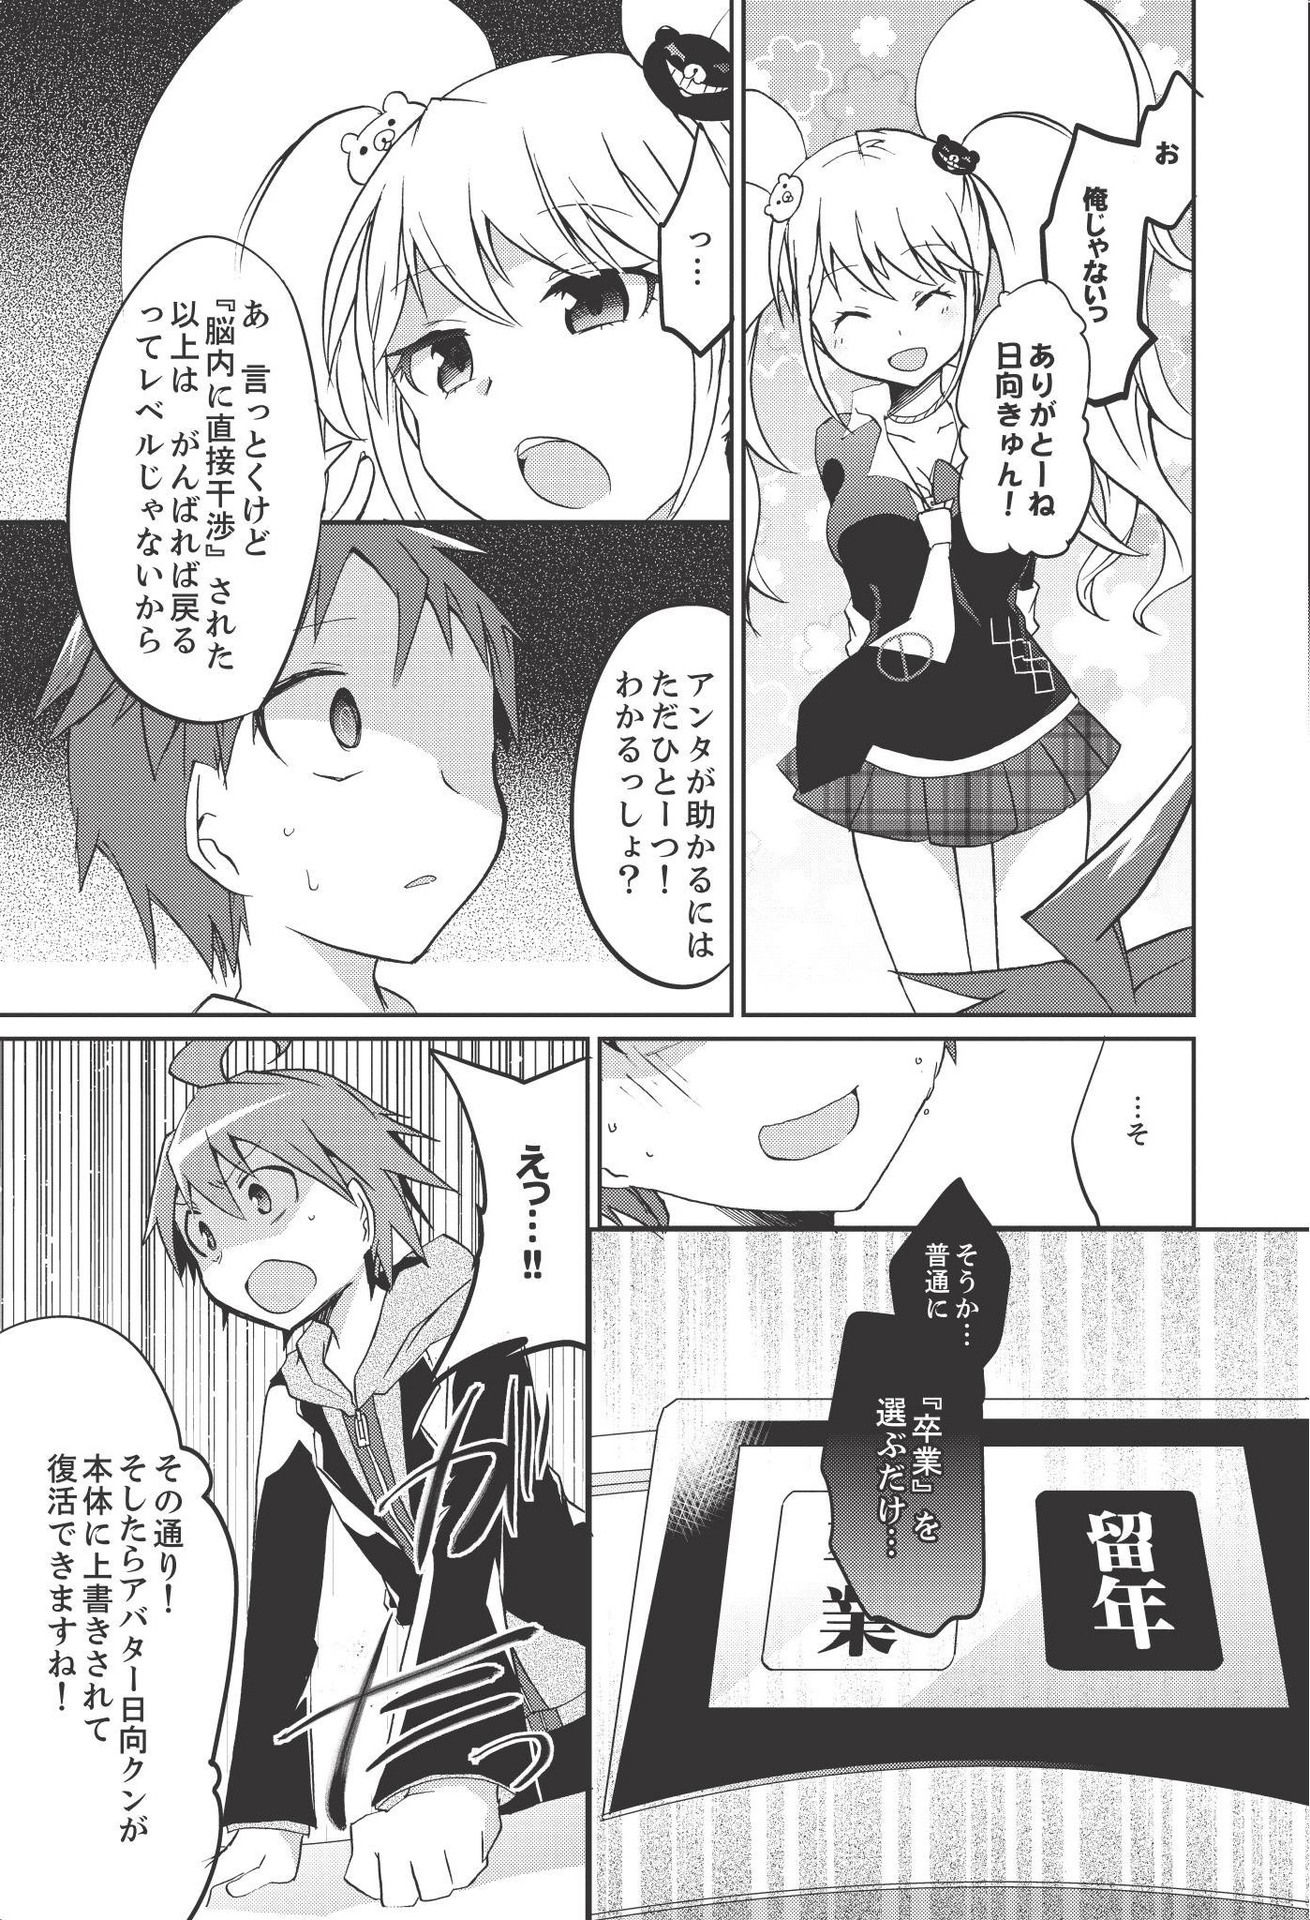 お
俺じゃないっ
ありがとーね
日向きゅん!
っ…
あ 言っとくけど
『脳内に直接干渉』された
以上は がんばれば戻る
ってレベルじゃないから
アンタが助かるには
ただひとーつ!
わかるっしょ?
…そ
そうか…
普通に
『卒業』を
選ぶだけ…
留年
業
えっ…!!
ガターっ
その通り!
そしたらアバター日向クンが
本体に上書きされて
復活できますね!